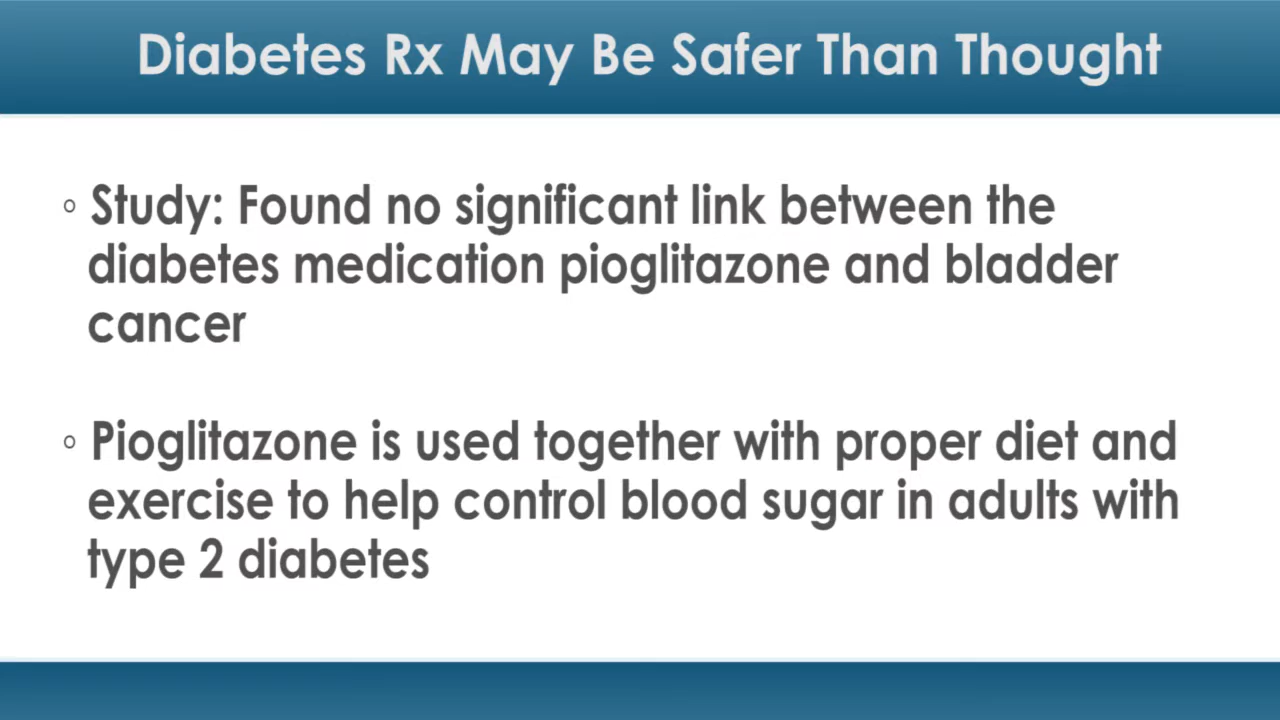 Diabetes Rx May Be Safer Than Thought
◦ Study: Found no significant link between the
diabetes medication pioglitazone and bladder
cancer
◦ Pioglitazone is used together with proper diet and
exercise to help control blood sugar in adults with
type 2 diabetes